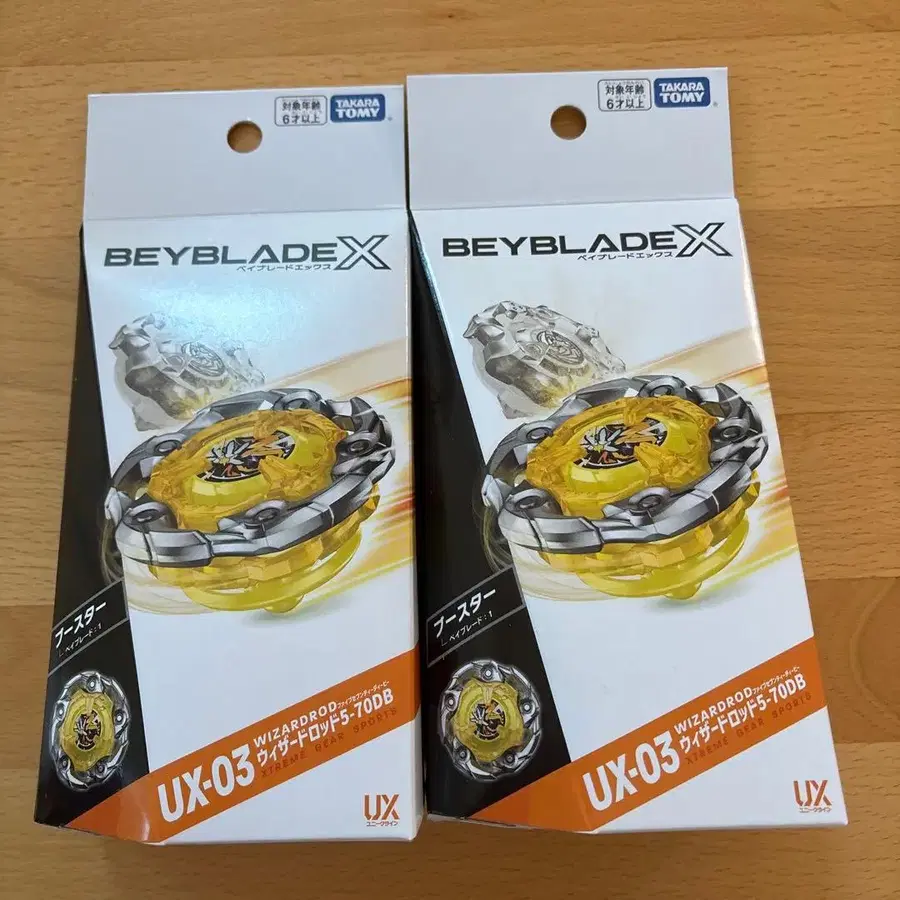 対象年齢
6才以上
TAKARA
TOMY
BEYBLADE X
ベイブレードエックス
ブースター
ベイブレード:1
UX-03
WIZARDROD
ファイブセブンティーディービー
ウィザードロッド5-70DB
XTREME GEAR SPORTS
UX
ユニークライン
対象年齢
6才以上
TAKARA
TOMY
BEYBLADE X
ベイブレードエックス
ブースター
ベイブレード:1
UX-03
WIZARDROD
ファイブセブンティーディービー
ウィザードロッド5-70DB
XTREME GEAR SPORTS
UX
ユニークライン